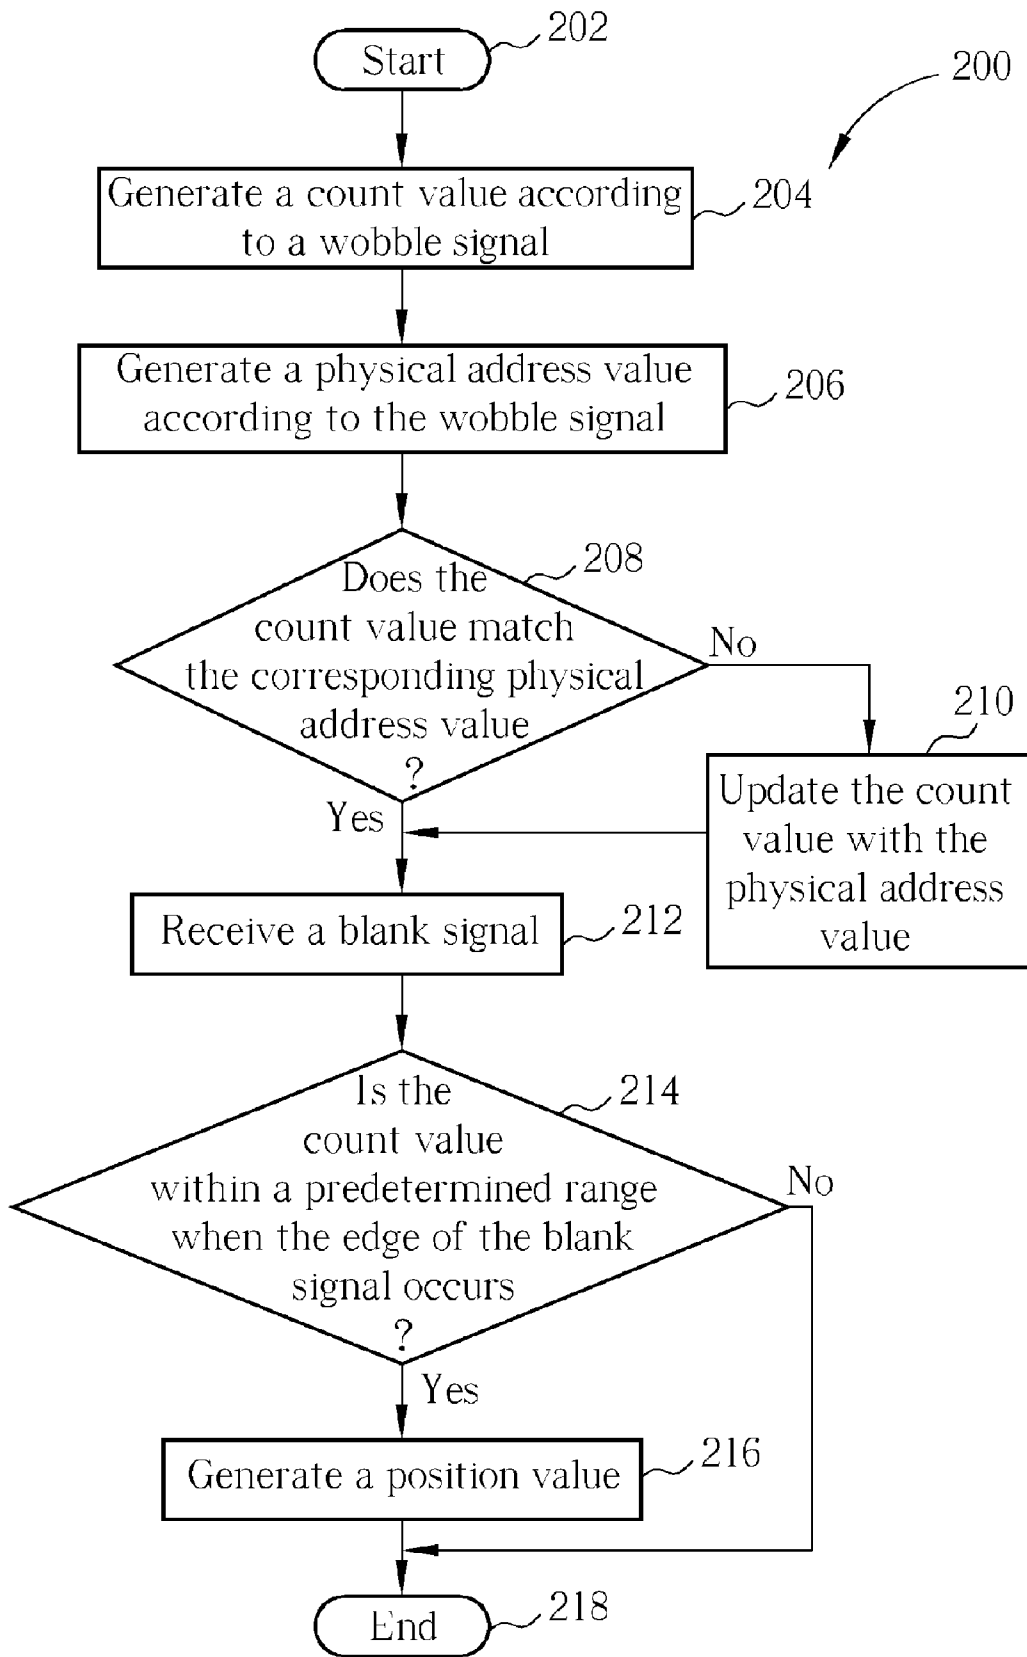 Start
202
200
Generate a count value according
to a wobble signal
204
Generate a physical address value
according to the wobble signal
206
Does the
count value match
the corresponding physical
address value
?
208
No
Yes
210
Update the count
value with the
physical address
value
Receive a blank signal
212
Is the
count value
within a predetermined range
when the edge of the blank
signal occurs
?
214
No
Yes
Generate a position value
216
End
218